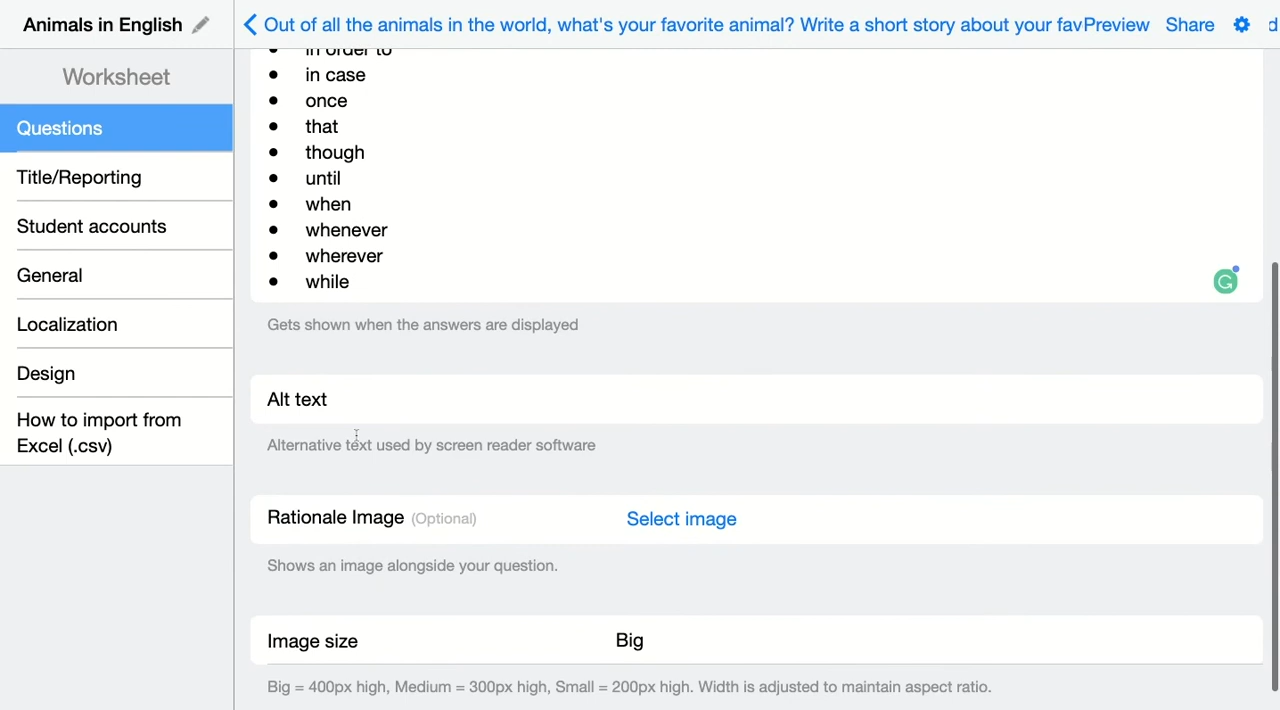 Animals in English
Out of all the animals in the world, what's your favorite animal? Write a short story about your fav
Preview
Share
d
Worksheet
Questions
Title/Reporting
Student accounts
General
Localization
Design
How to import from
Excel (.csv)
in order to
in case
once
that
though
until
when
whenever
wherever
while
Gets shown when the answers are displayed
Alt text
Alternative text used by screen reader software
Rationale Image (Optional)
Select image
Shows an image alongside your question.
Image size
Big
Big = 400px high, Medium = 300px high, Small = 200px high. Width is adjusted to maintain aspect ratio.